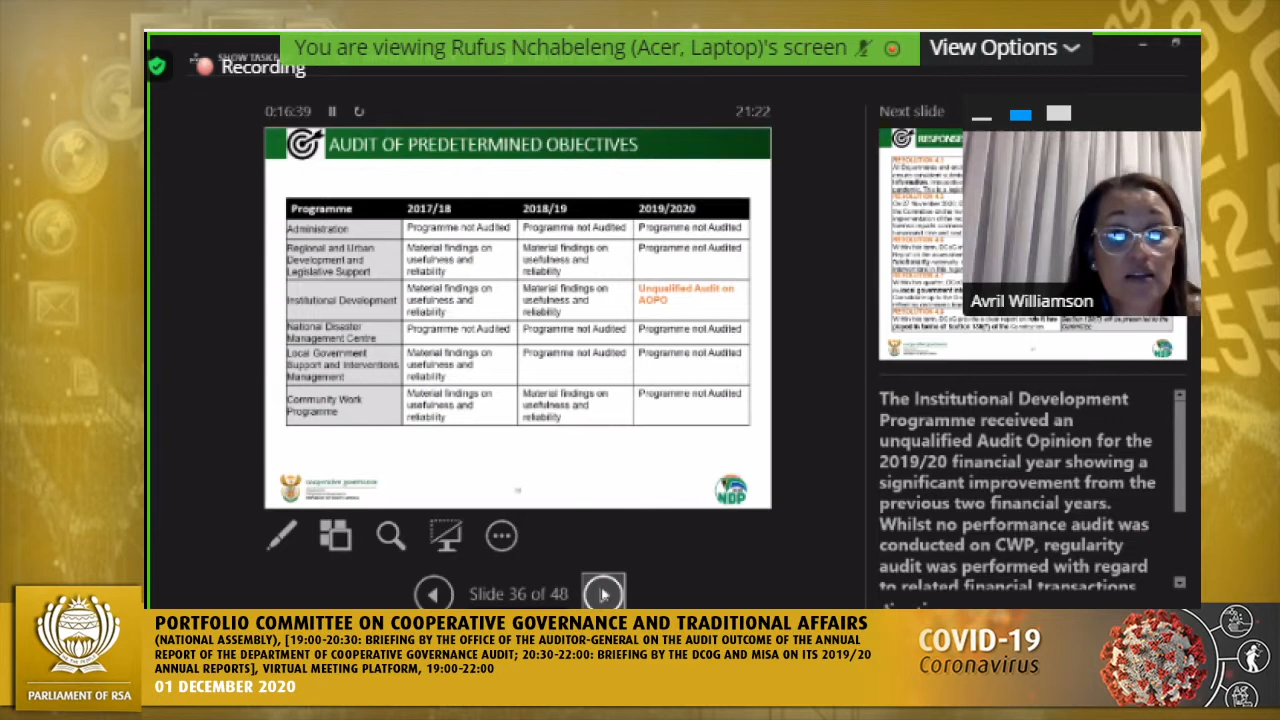 You are viewing Rufus Nchabeleng (Acer, Laptop)'s screen
View Options
SHOW TASKB
Recording
0:16:39
21:22
Next slide
AUDIT OF PREDETERMINED OBJECTIVES
Programme 2017/18 2018/19 2019/2020
Administration Programme not Audited Programme not Audited Programme not Audited
Regional and Urban Material findings on Material findings on Programme not Audited
Development and usefulness and usefulness and
Legislative Support reliability reliability
Institutional Development Material findings on Material findings on Unqualified Audit on
usefulness and usefulness and AOPO
reliability reliability
National Disaster Programme not Audited Programme not Audited Programme not Audited
Management Centre
Local Government Material findings on Programme not Audited Programme not Audited
Support and Interventions usefulness and
Management reliability
Community Work Material findings on Material findings on Programme not Audited
Programme usefulness and usefulness and
reliability reliability
cooperative governance
NDP
RESOLUTION 4.1
Avril Williamson
The Institutional Development
Programme received an
unqualified Audit Opinion for the
2019/20 financial year showing a
significant improvement from the
previous two financial years.
Whilst no performance audit was
conducted on CWP, regularity
audit was performed with regard
to related financial transactions
Slide 36 of 48
PARLIAMENT OF RSA
PORTFOLIO COMMITTEE ON COOPERATIVE GOVERNANCE AND TRADITIONAL AFFAIRS
(NATIONAL ASSEMBLY), [19:00-20:30: BRIEFING BY THE OFFICE OF THE AUDITOR-GENERAL ON THE AUDIT OUTCOME OF THE ANNUAL
REPORT OF THE DEPARTMENT OF COOPERATIVE GOVERNANCE AUDIT; 20:30-22:00: BRIEFING BY THE DCOG AND MISA ON ITS 2019/20
ANNUAL REPORTS], VIRTUAL MEETING PLATFORM, 19:00-22:00
01 DECEMBER 2020
COVID-19
Coronavirus